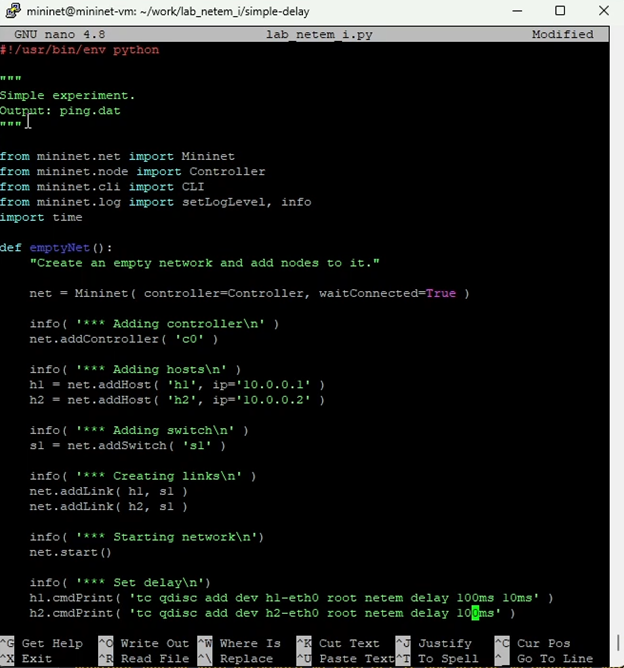 mininet@mininet-vm: ~/work/lab_netem_i/simple-delay
GNU nano 4.8 lab_netem_i.py Modified
#!/usr/bin/env python
"""
Simple experiment.
Output: ping.dat
"""
from mininet.net import Mininet
from mininet.node import Controller
from mininet.cli import CLI
from mininet.log import setLogLevel, info
import time
def emptyNet():
"Create an empty network and add nodes to it."
net = Mininet( controller=Controller, waitConnected=True )
info( '*** Adding controller\n' )
net.addController( 'c0' )
info( '*** Adding hosts\n' )
h1 = net.addHost( 'h1', ip='10.0.0.1' )
h2 = net.addHost( 'h2', ip='10.0.0.2' )
info( '*** Adding switch\n' )
s1 = net.addSwitch( 's1' )
info( '*** Creating links\n' )
net.addLink( h1, s1 )
net.addLink( h2, s1 )
info( '*** Starting network\n')
net.start()
info( '*** Set delay\n')
h1.cmdPrint( 'tc qdisc add dev h1-eth0 root netem delay 100ms 10ms' )
h2.cmdPrint( 'tc qdisc add dev h2-eth0 root netem delay 100ms' )
^G Get Help ^O Write Out ^W Where Is ^K Cut Text ^J Justify ^C Cur Pos
^X Exit ^R Read File ^\ Replace ^U Paste Text ^T To Spell ^_ Go To Line